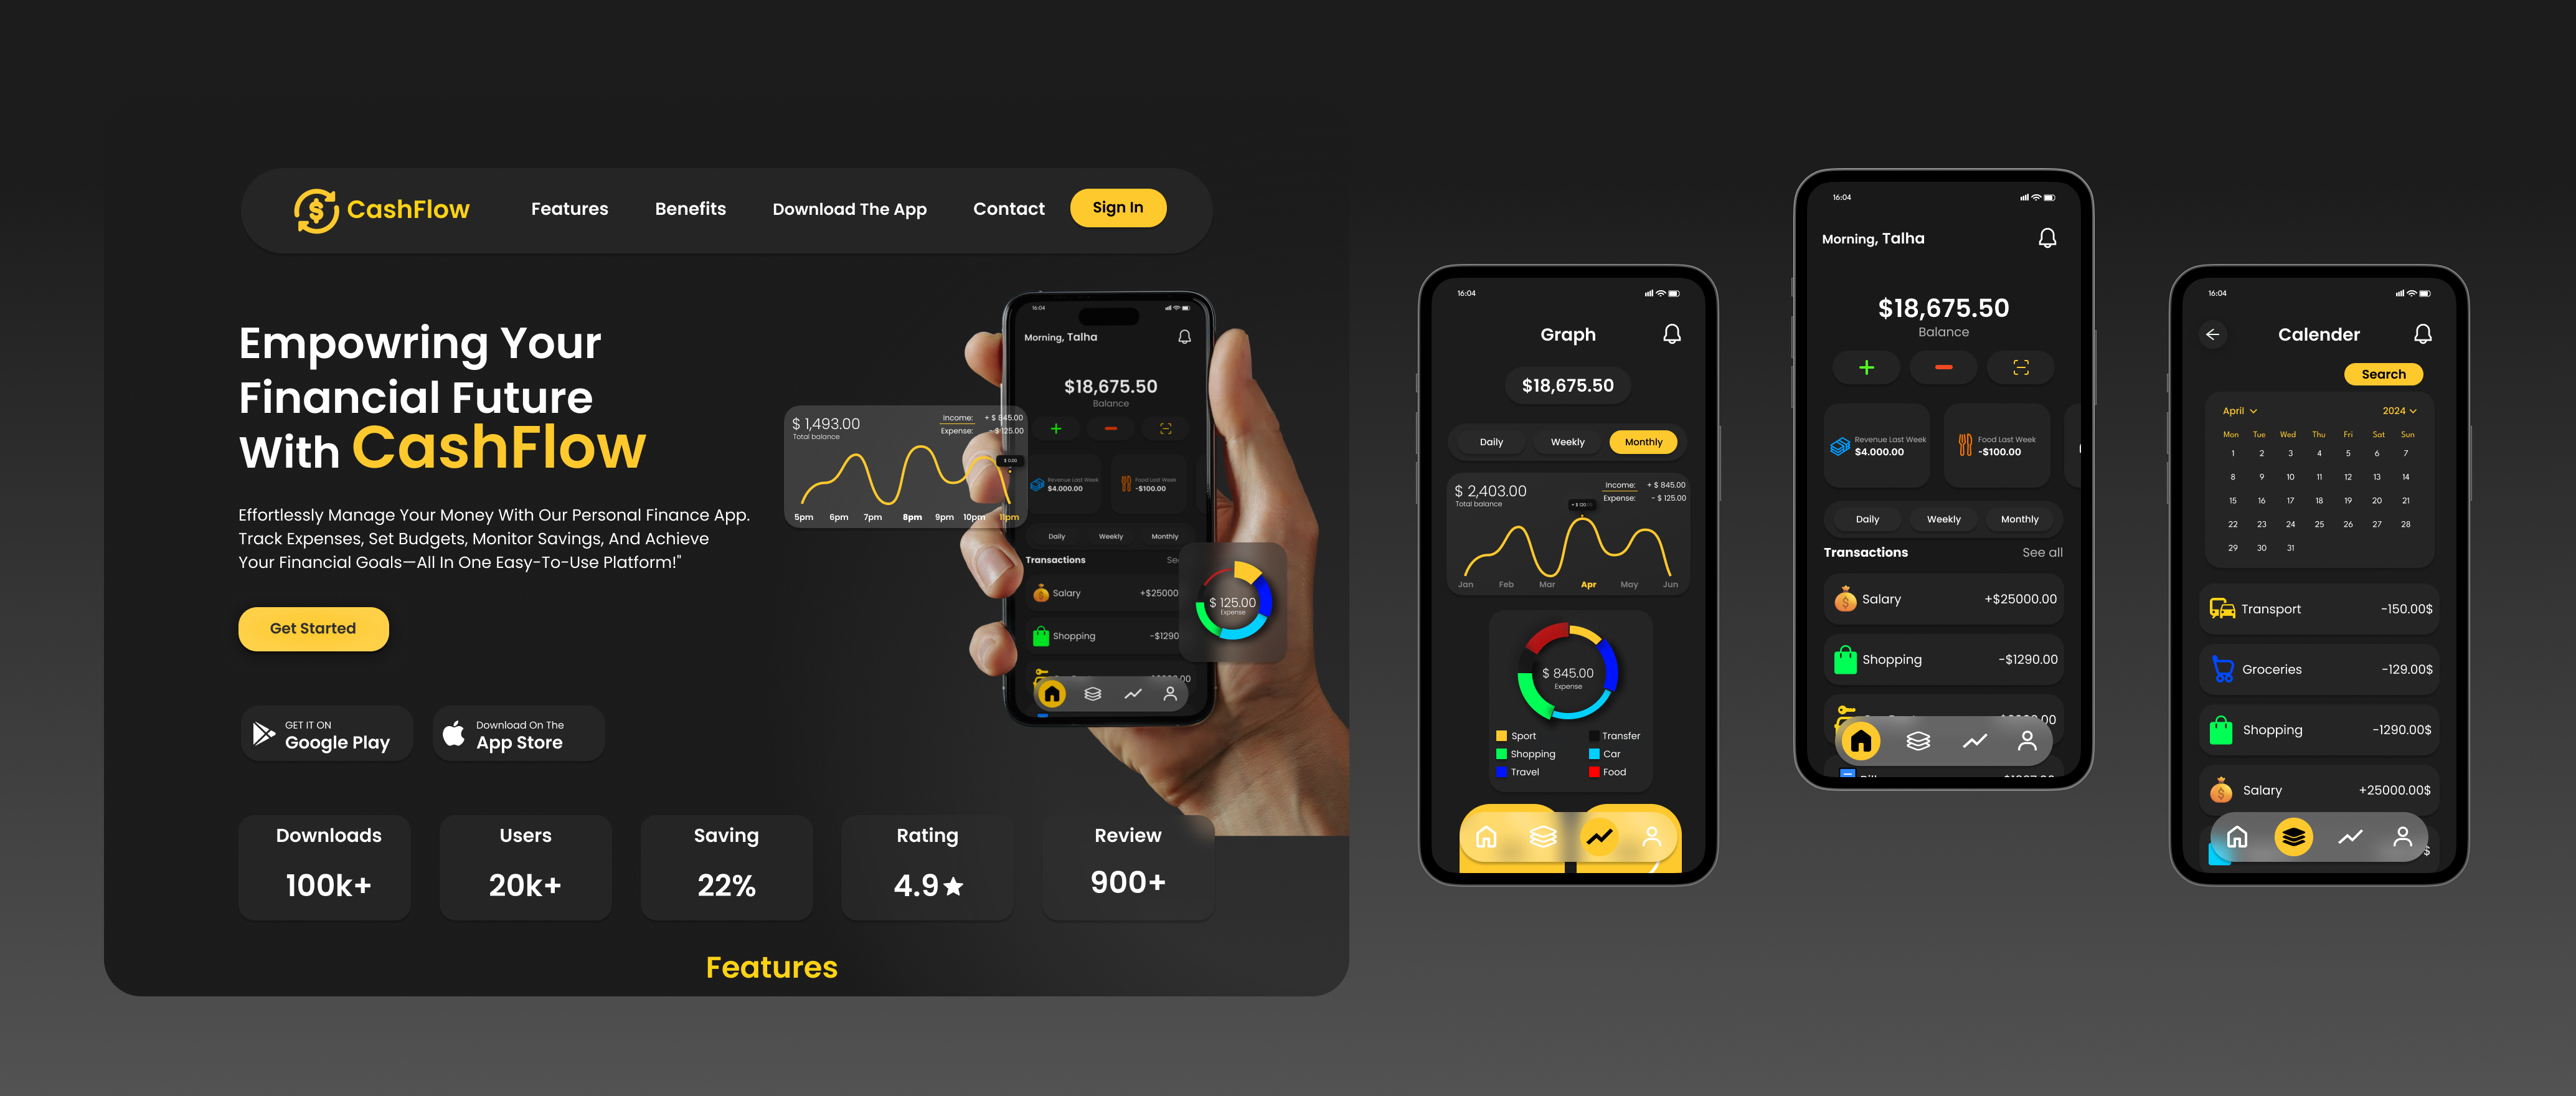 CashFlow
Features
Benefits
Download The App
Contact
Sign In
Empowring Your
Financial Future
With CashFlow
Effortlessly Manage Your Money With Our Personal Finance App.
Track Expenses, Set Budgets, Monitor Savings, And Achieve
Your Financial Goals—All In One Easy-To-Use Platform!"
Get Started
GET IT ON
Google Play
Download On The
App Store
Downloads
100k+
Users
20k+
Saving
22%
Rating
4.9
Review
900+
Features
$ 1,493.00
Total balance
Income: + $ 845.00
Expense: - $ 125.00
$ 0.00
5pm 6pm 7pm 8pm 9pm 10pm 11pm
16:04
Morning, Talha
$18,675.50
Balance
Revenue Last Week
$4.000.00
Food Last Week
-$100.00
Daily Weekly Monthly
Transactions
Salary +$25000
Shopping -$1290
$ 125.00
Expense
16:04
Graph
$18,675.50
Daily Weekly Monthly
$ 2,403.00
Total balance
Income: + $ 845.00
Expense: - $ 125.00
Jan Feb Mar Apr May Jun
$ 845.00
Expense
Sport Transfer
Shopping Car
Travel Food
16:04
Morning, Talha
$18,675.50
Balance
Revenue Last Week
$4.000.00
Food Last Week
-$100.00
Daily Weekly Monthly
Transactions See all
Salary +$25000.00
Shopping -$1290.00
16:04
Calender
Search
April 2024
Mon Tue Wed Thu Fri Sat Sun
1 2 3 4 5 6 7
8 9 10 11 12 13 14
15 16 17 18 19 20 21
22 23 24 25 26 27 28
29 30 31
Transport -150.00$
Groceries -129.00$
Shopping -1290.00$
Salary +25000.00$
$